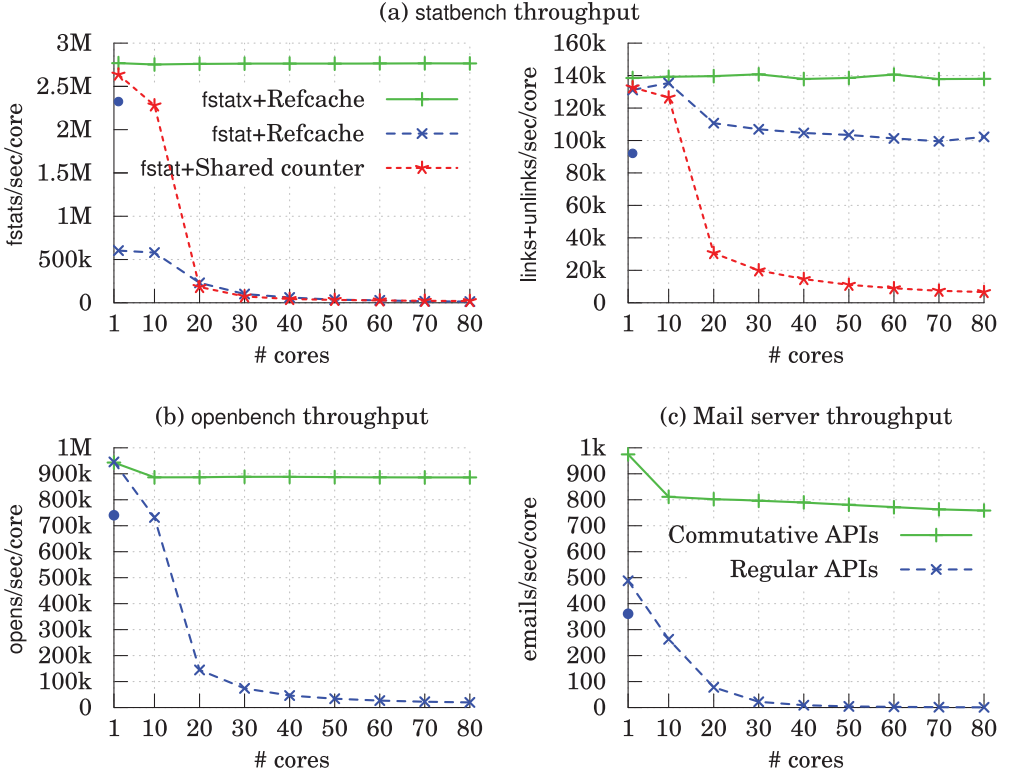 (a) statbench throughput
3M
2.5M
2M
1.5M
1M
500k
0
fstats/sec/core
fstatx+Refcache
fstat+Refcache
fstat+Shared counter
1 10 20 30 40 50 60 70 80
# cores
160k
140k
120k
100k
80k
60k
40k
20k
0
links+unlinks/sec/core
1 10 20 30 40 50 60 70 80
# cores
(b) openbench throughput
1M
900k
800k
700k
600k
500k
400k
300k
200k
100k
0
opens/sec/core
1 10 20 30 40 50 60 70 80
# cores
(c) Mail server throughput
1k
900
800
700
600
500
400
300
200
100
0
emails/sec/core
Commutative APIs
Regular APIs
1 10 20 30 40 50 60 70 80
# cores